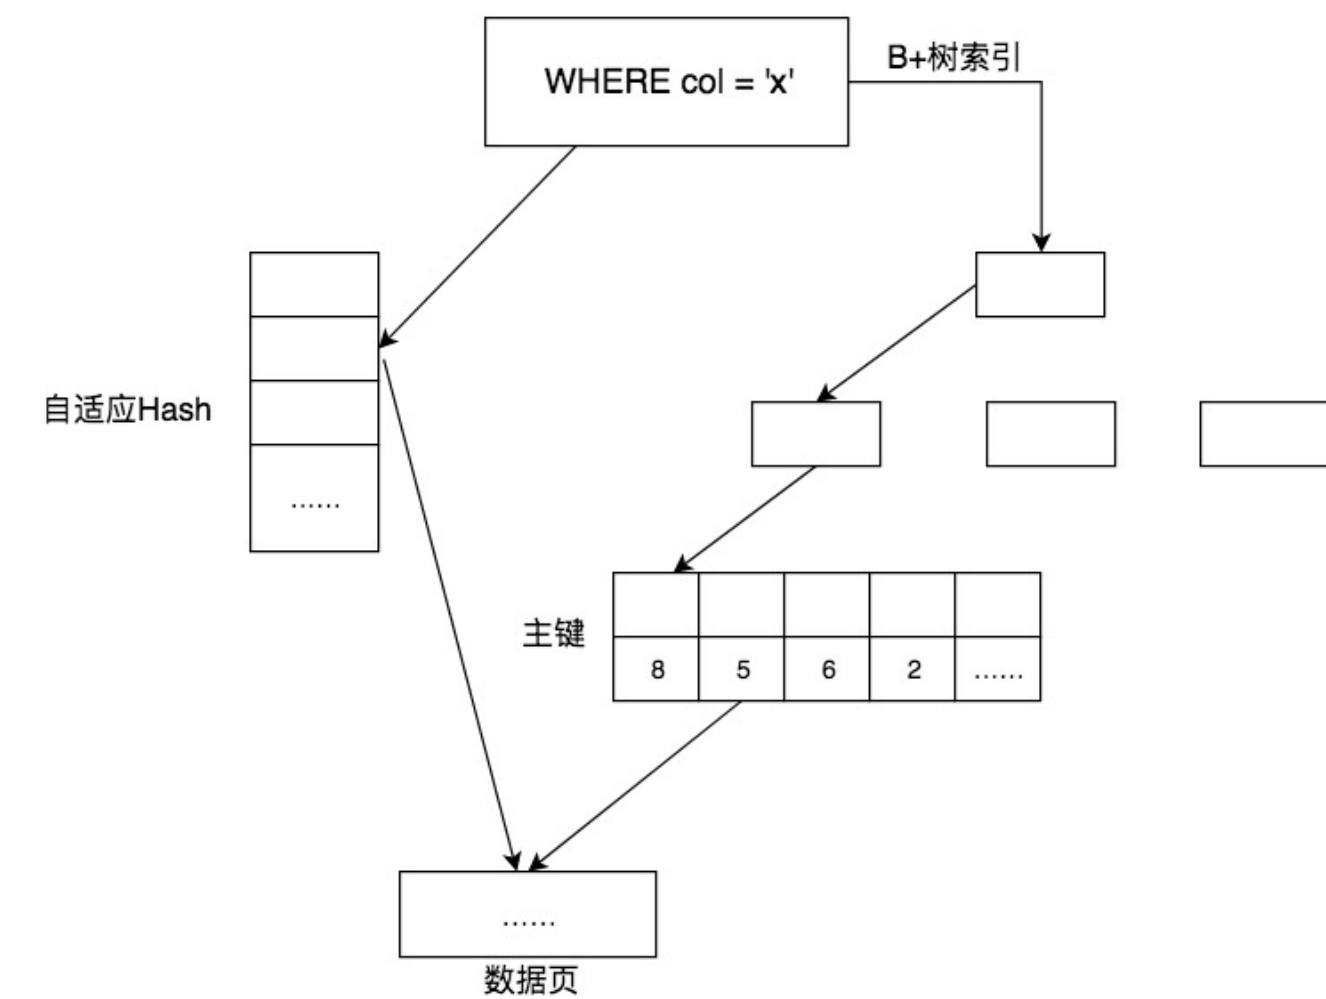 WHERE col = 'x'
B+树索引
自适应Hash
......
主键
8 5 6 2 ......
......
数据页